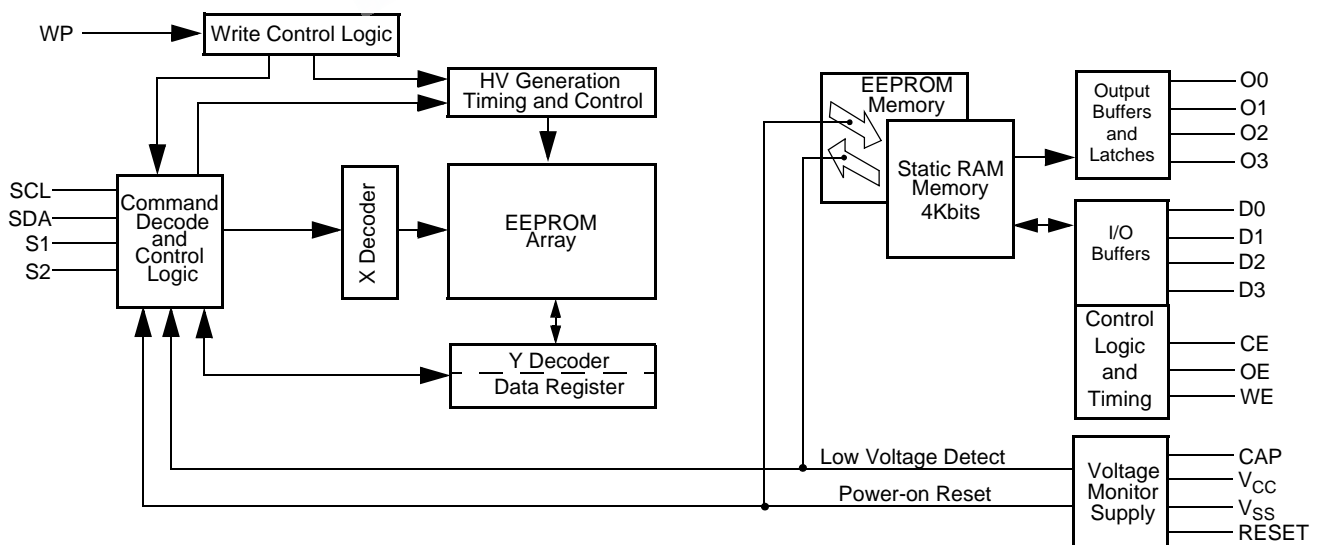 WP
Write Control Logic
HV Generation
Timing and Control
SCL
SDA
S1
S2
Command
Decode
and
Control
Logic
X Decoder
EEPROM
Array
Y Decoder
Data Register
EEPROM
Memory
Static RAM
Memory
4Kbits
Output
Buffers
and
Latches
O0
O1
O2
O3
I/O
Buffers
D0
D1
D2
D3
Control
Logic
and
Timing
CE
OE
WE
Low Voltage Detect
Power-on Reset
Voltage
Monitor
Supply
CAP
VCC
VSS
RESET